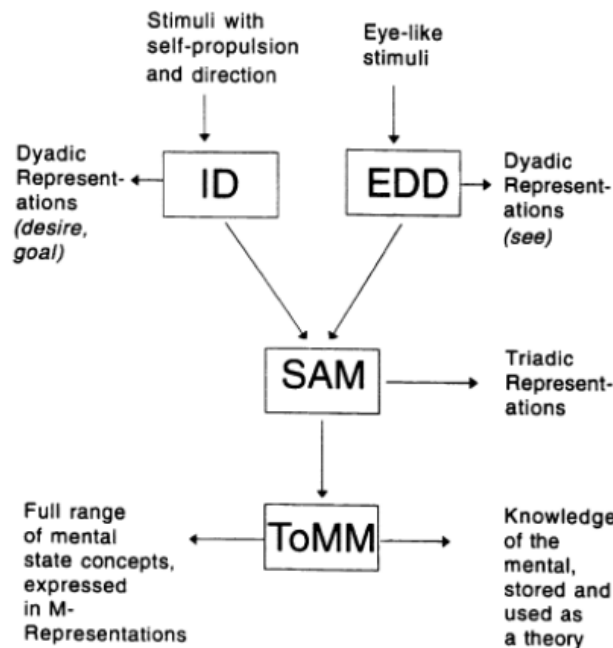 Stimuli with
self-propulsion
and direction
Eye-like
stimuli
Dyadic
Represent-
ations
(desire,
goal)
ID
EDD
Dyadic
Represent-
ations
(see)
SAM
Triadic
Represent-
ations
Full range
of mental
state concepts,
expressed
in M-
Representations
ToMM
Knowledge
of the
mental,
stored and
used as
a theory